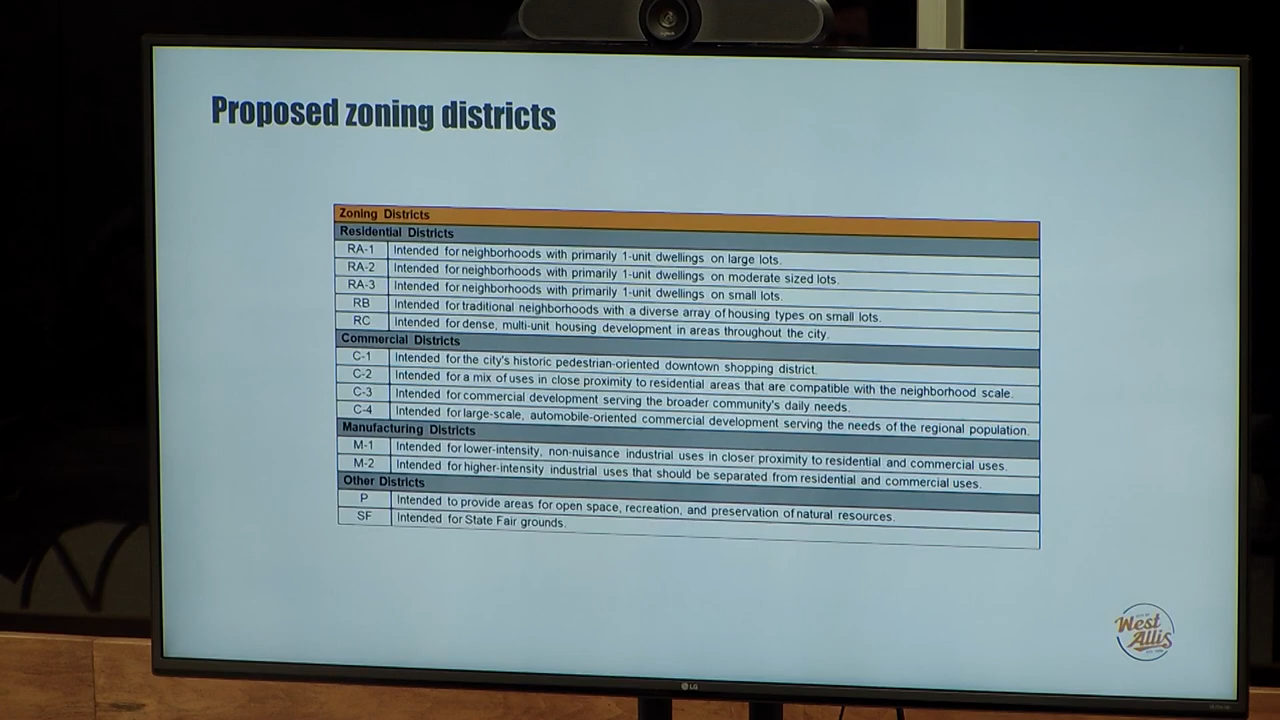 logitech
Proposed zoning districts
Zoning Districts
Residential Districts
RA-1 Intended for neighborhoods with primarily 1-unit dwellings on large lots.
RA-2 Intended for neighborhoods with primarily 1-unit dwellings on moderate sized lots.
RA-3 Intended for neighborhoods with primarily 1-unit dwellings on small lots.
RB Intended for traditional neighborhoods with a diverse array of housing types on small lots.
RC Intended for dense, multi-unit housing development in areas throughout the city.
Commercial Districts
C-1 Intended for the city's historic pedestrian-oriented downtown shopping district.
C-2 Intended for a mix of uses in close proximity to residential areas that are compatible with the neighborhood scale.
C-3 Intended for commercial development serving the broader community's daily needs.
C-4 Intended for large-scale, automobile-oriented commercial development serving the needs of the regional population.
Manufacturing Districts
M-1 Intended for lower-intensity, non-nuisance industrial uses in closer proximity to residential and commercial uses.
M-2 Intended for higher-intensity industrial uses that should be separated from residential and commercial uses.
Other Districts
P Intended to provide areas for open space, recreation, and preservation of natural resources.
SF Intended for State Fair grounds.
West
Allis
LG